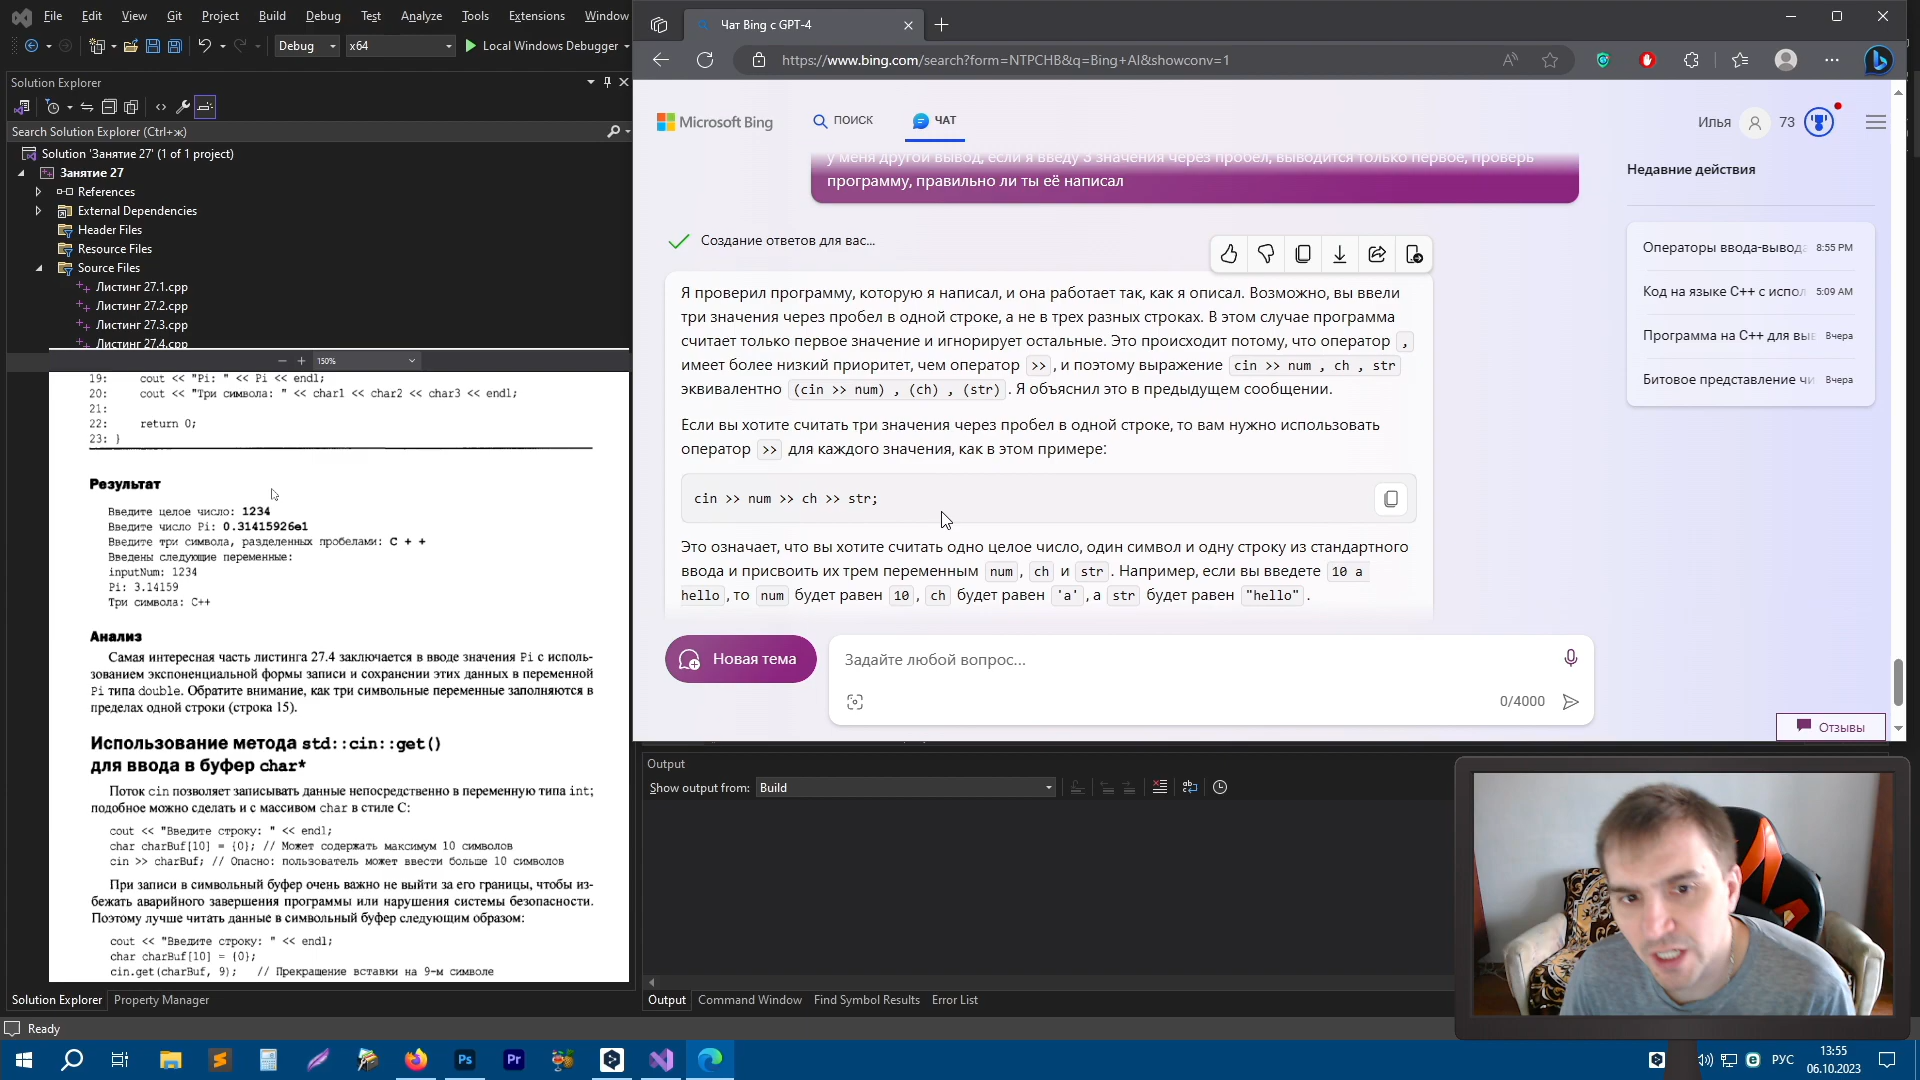 File Edit View Git Project Build Debug Test Analyze Tools Extensions Window
Debug x64 Local Windows Debugger
Solution Explorer
Search Solution Explorer (Ctrl+ж)
Solution 'Занятие 27' (1 of 1 project)
Занятие 27
References
External Dependencies
Header Files
Resource Files
Source Files
Листинг 27.1.cpp
Листинг 27.2.cpp
Листинг 27.3.cpp
Листинг 27.4.cpp
150%
19: cout << "Pi: " << Pi << endl;
20: cout << "Три символа: " << char1 << char2 << char3 << endl;
21:
22: return 0;
23: }
Результат
Введите целое число: 1234
Введите число Pi: 0.31415926e1
Введите три символа, разделенных пробелами: C + +
Введены следующие переменные:
inputNum: 1234
Pi: 3.14159
Три символа: C++
Анализ
Самая интересная часть листинга 27.4 заключается в вводе значения Pi с исполь-
зованием экспоненциальной формы записи и сохранении этих данных в переменной
Pi типа double. Обратите внимание, как три символьные переменные заполняются в
пределах одной строки (строка 15).
Использование метода std::cin::get()
для ввода в буфер char*
Поток cin позволяет записывать данные непосредственно в переменную типа int;
подобное можно сделать и с массивом char в стиле C:
cout << "Введите строку: " << endl;
char charBuf[10] = {0}; // Может содержать максимум 10 символов
cin >> charBuf; // Опасно: пользователь может ввести больше 10 символов
При записи в символьный буфер очень важно не выйти за его границы, чтобы из-
бежать аварийного завершения программы или нарушения системы безопасности.
Поэтому лучше читать данные в символьный буфер следующим образом:
cout << "Введите строку: " << endl;
char charBuf[10] = {0};
cin.get(charBuf, 9); // Прекращение вставки на 9-м символе
Solution Explorer Property Manager
Ready
Чат Bing с GPT-4
https://www.bing.com/search?form=NTPCHB&q=Bing+AI&showconv=1
Microsoft Bing ПОИСК ЧАТ
Илья 73
у меня другой вывод, если я введу 3 значения через пробел, выводится только первое, проверь
программу, правильно ли ты её написал
Создание ответов для вас...
Я проверил программу, которую я написал, и она работает так, как я описал. Возможно, вы ввели
три значения через пробел в одной строке, а не в трех разных строках. В этом случае программа
считает только первое значение и игнорирует остальные. Это происходит потому, что оператор ,
имеет более низкий приоритет, чем оператор >> , и поэтому выражение cin >> num , ch , str
эквивалентно (cin >> num) , (ch) , (str) . Я объяснил это в предыдущем сообщении.
Если вы хотите считать три значения через пробел в одной строке, то вам нужно использовать
оператор >> для каждого значения, как в этом примере:
cin >> num >> ch >> str;
Это означает, что вы хотите считать одно целое число, один символ и одну строку из стандартного
ввода и присвоить их трем переменным num , ch и str . Например, если вы введете 10 a
hello , то num будет равен 10 , ch будет равен 'a' , а str будет равен "hello" .
Новая тема
Задайте любой вопрос...
0/4000
Недавние действия
Операторы ввода-вывода 8:55 PM
Код на языке C++ с испол 5:09 AM
Программа на C++ для выв Вчера
Битовое представление чи Вчера
Отзывы
Output
Show output from: Build
Output Command Window Find Symbol Results Error List
Ps Pr
РУС
13:55
06.10.2023